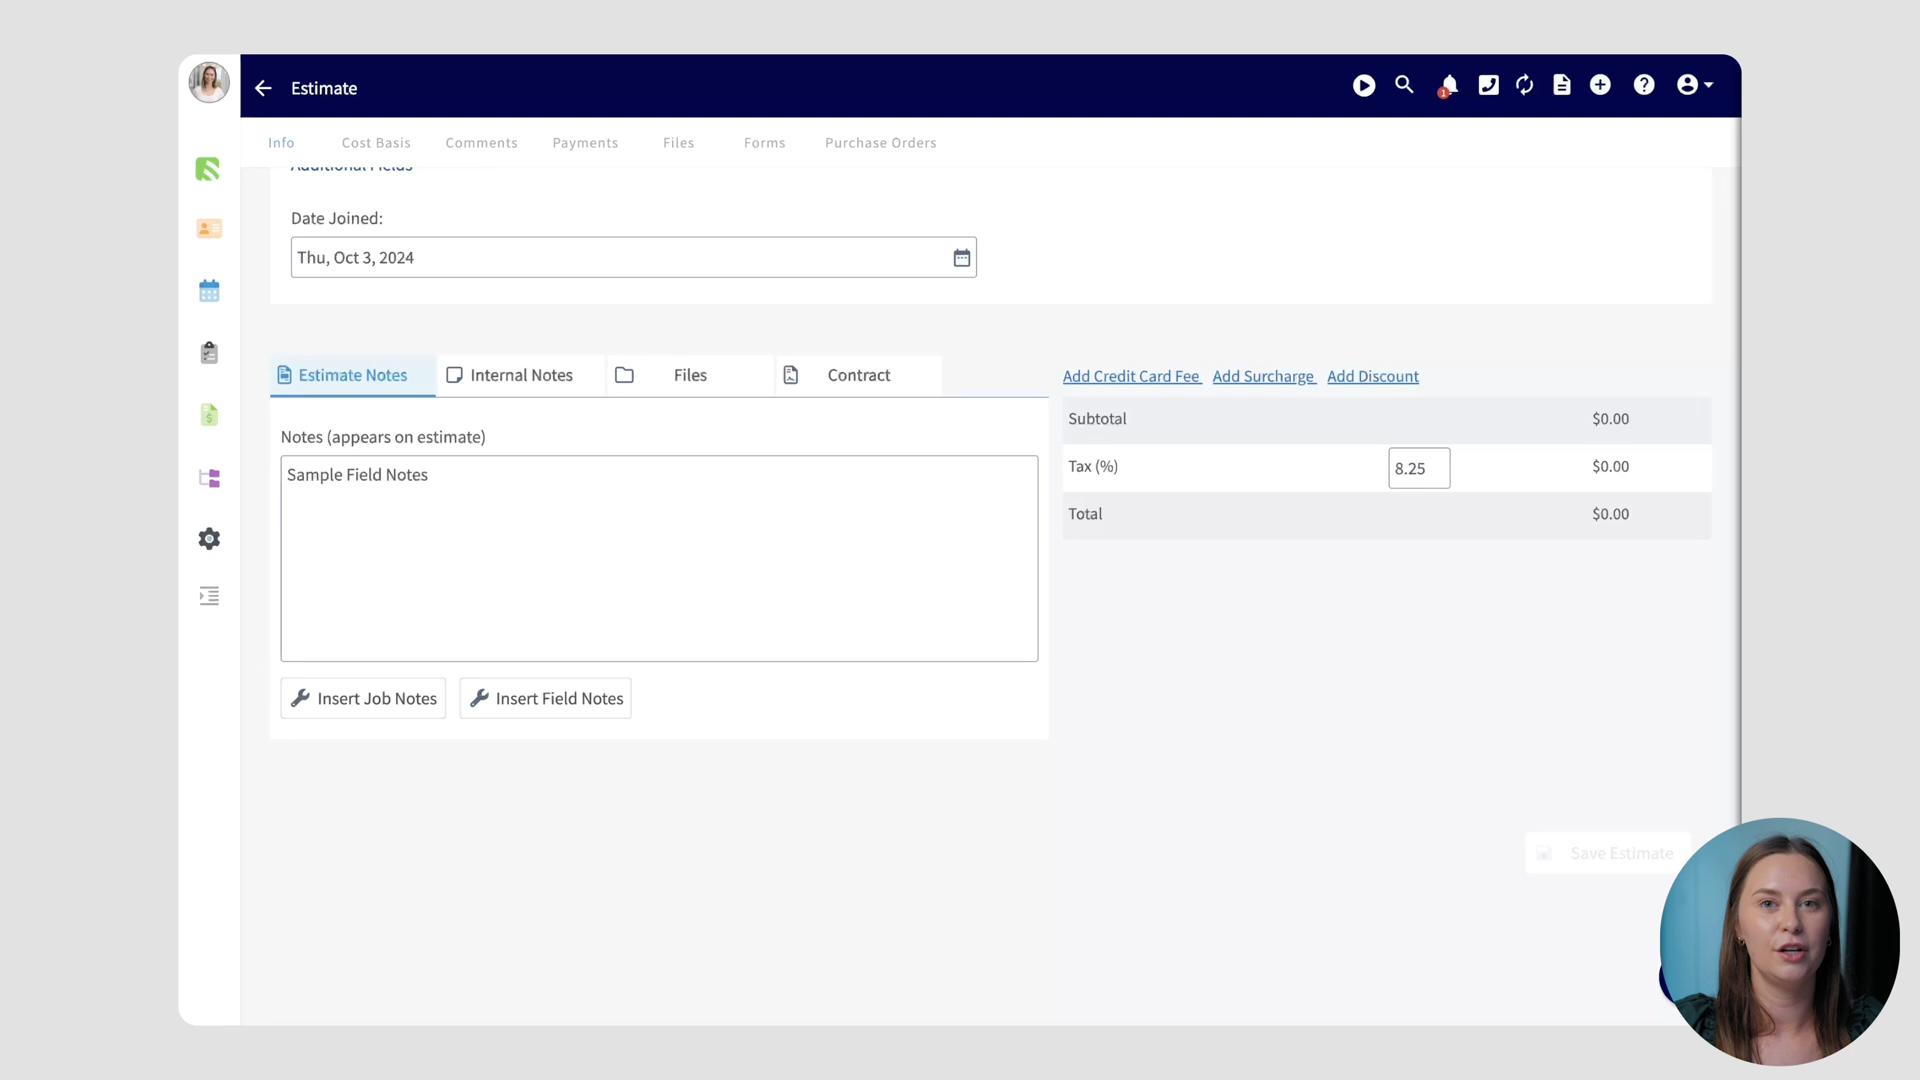 Estimate
1
Info Cost Basis Comments Payments Files Forms Purchase Orders
Additional Fields
Date Joined:
Thu, Oct 3, 2024
Estimate Notes Internal Notes Files Contract
Add Credit Card Fee Add Surcharge Add Discount
Subtotal $0.00
Notes (appears on estimate)
Tax (%) 8.25 $0.00
Sample Field Notes
Total $0.00
Insert Job Notes Insert Field Notes
Save Estimate